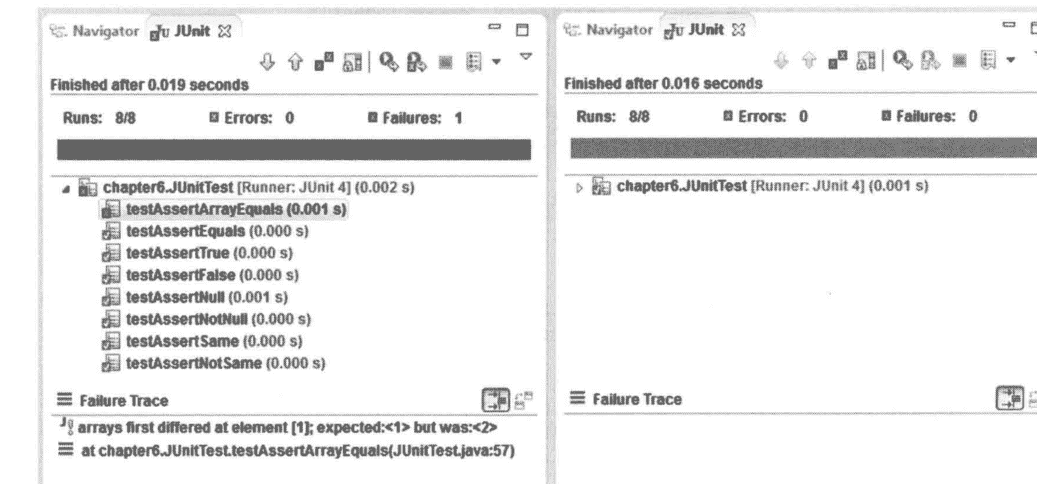 Navigator JUnit
Finished after 0.019 seconds
Runs: 8/8 Errors: 0 Failures: 1
chapter6.JUnitTest [Runner: JUnit 4] (0.002 s)
testAssertArrayEquals (0.001 s)
testAssertEquals (0.000 s)
testAssertTrue (0.000 s)
testAssertFalse (0.000 s)
testAssertNull (0.001 s)
testAssertNotNull (0.000 s)
testAssertSame (0.000 s)
testAssertNotSame (0.000 s)
Failure Trace
arrays first differed at element [1]; expected:<1> but was:<2>
at chapter6.JUnitTest.testAssertArrayEquals(JUnitTest.java:57)
Navigator JUnit
Finished after 0.016 seconds
Runs: 8/8 Errors: 0 Failures: 0
chapter6.JUnitTest [Runner: JUnit 4] (0.001 s)
Failure Trace